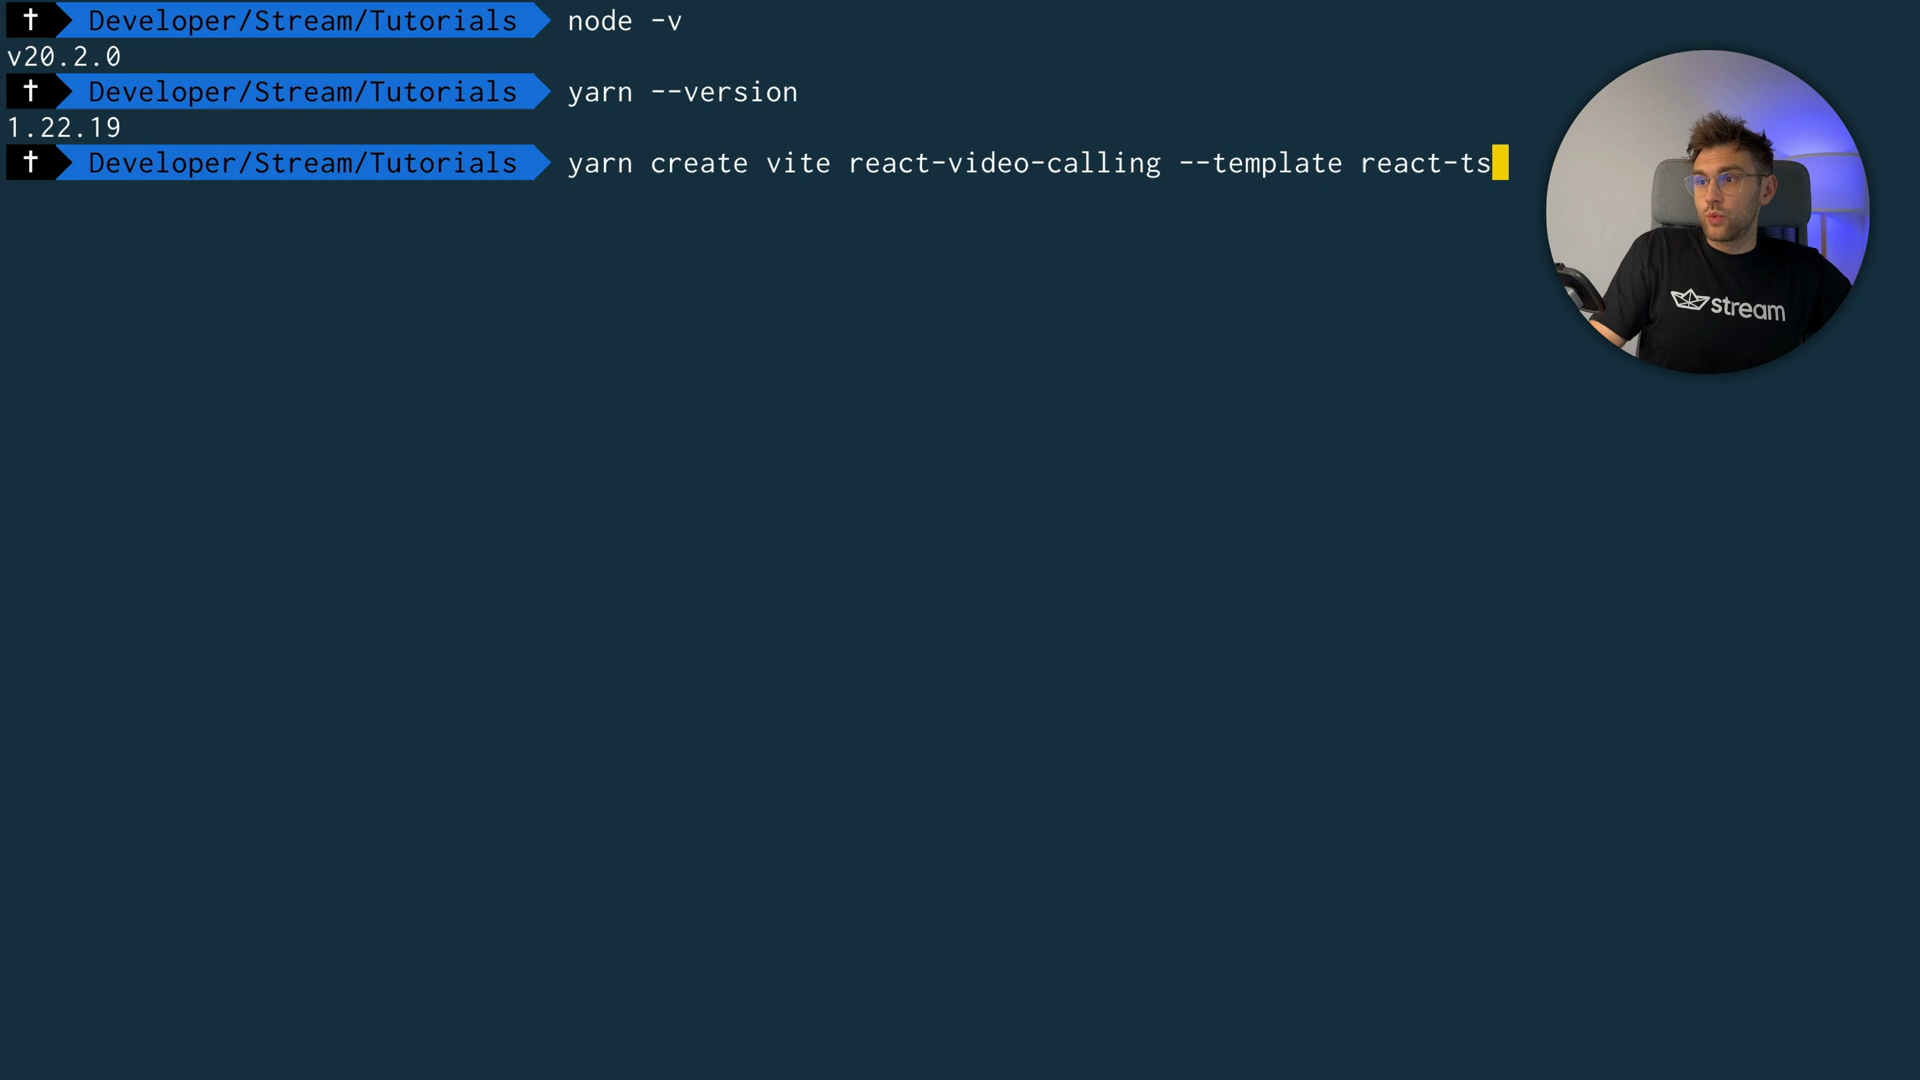 † Developer/Stream/Tutorials node -v
v20.2.0
† Developer/Stream/Tutorials yarn --version
1.22.19
† Developer/Stream/Tutorials yarn create vite react-video-calling --template react-ts
stream